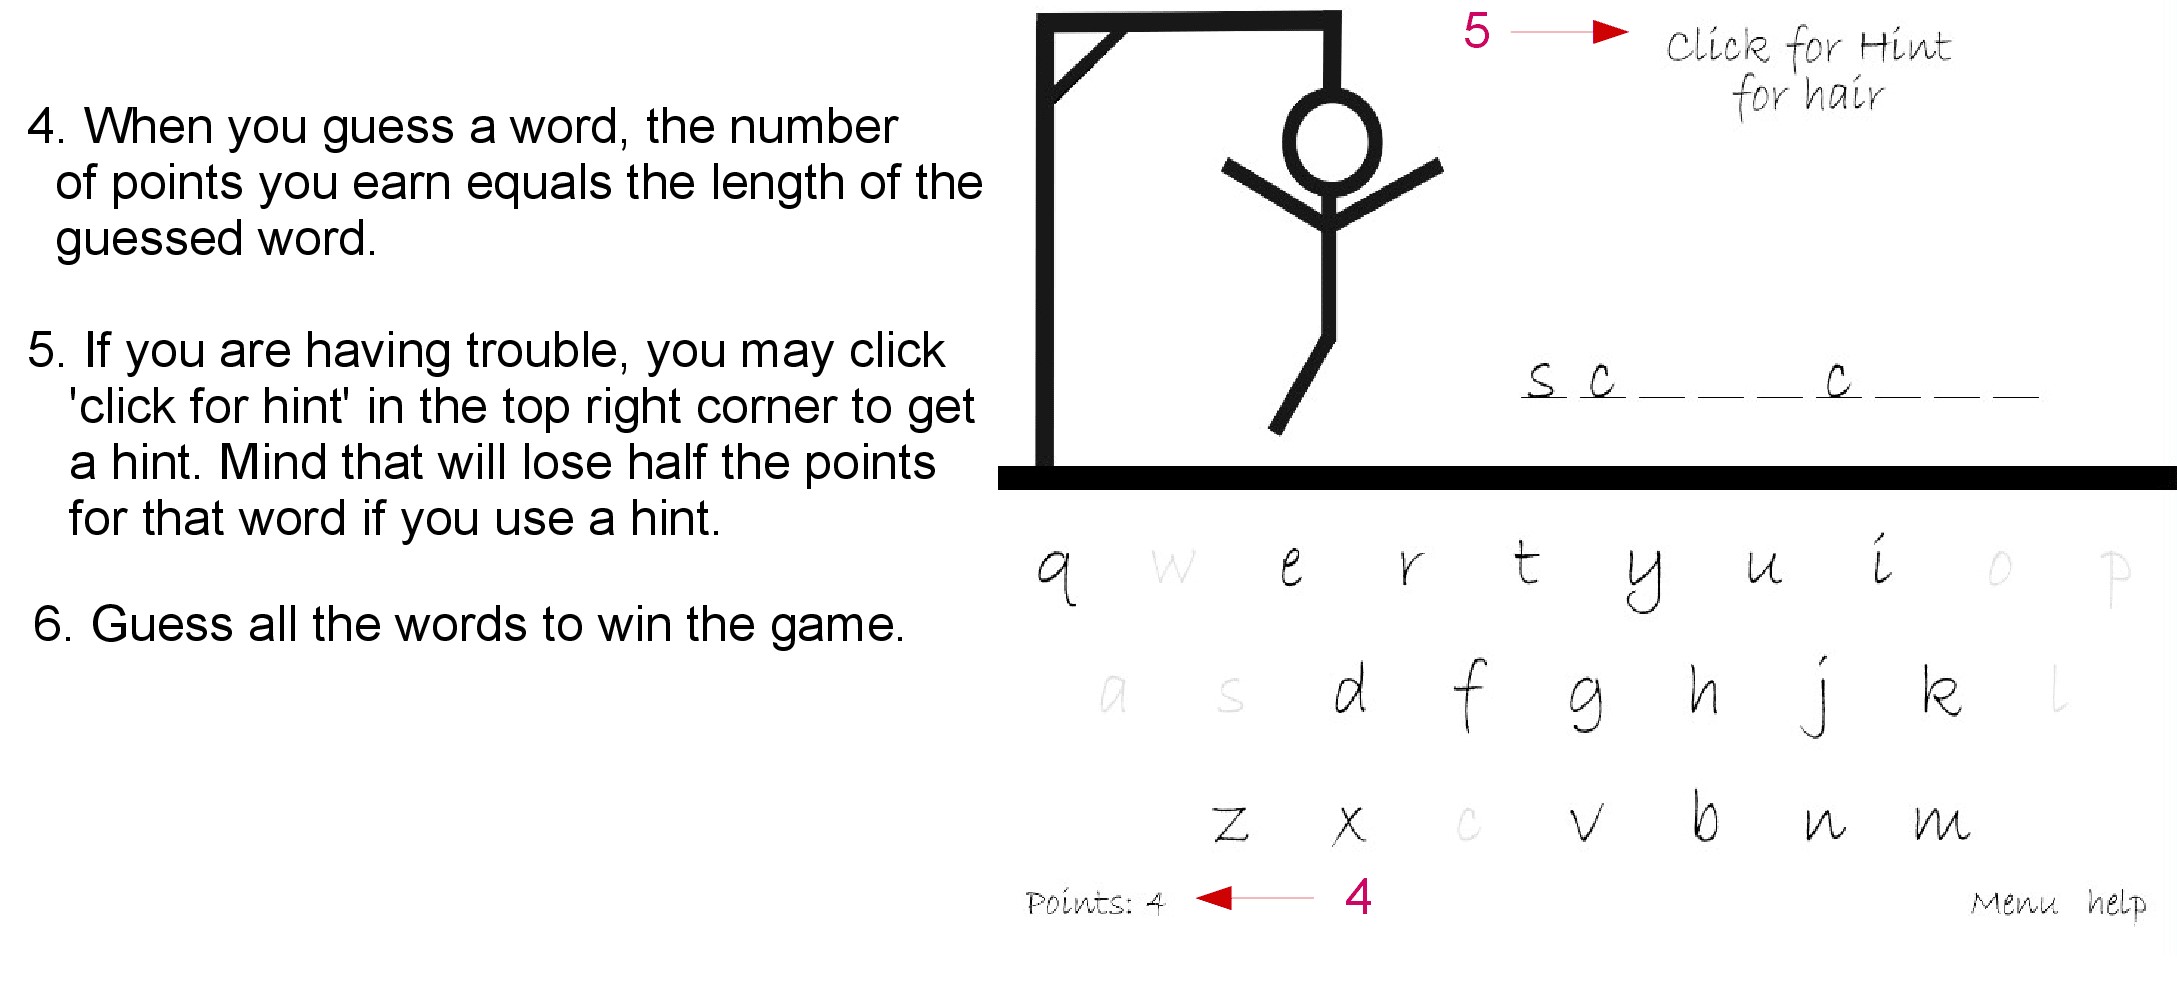 4. When you guess a word, the number
of points you earn equals the length of the
guessed word.
5. If you are having trouble, you may click
'click for hint' in the top right corner to get
a hint. Mind that will lose half the points
for that word if you use a hint.
6. Guess all the words to win the game.
5
Click for Hint
for hair
s c _ _ _ c _ _ _
q w e r t y u i o p
a s d f g h j k l
z x c v b n m
Points: 4
4
Menu help